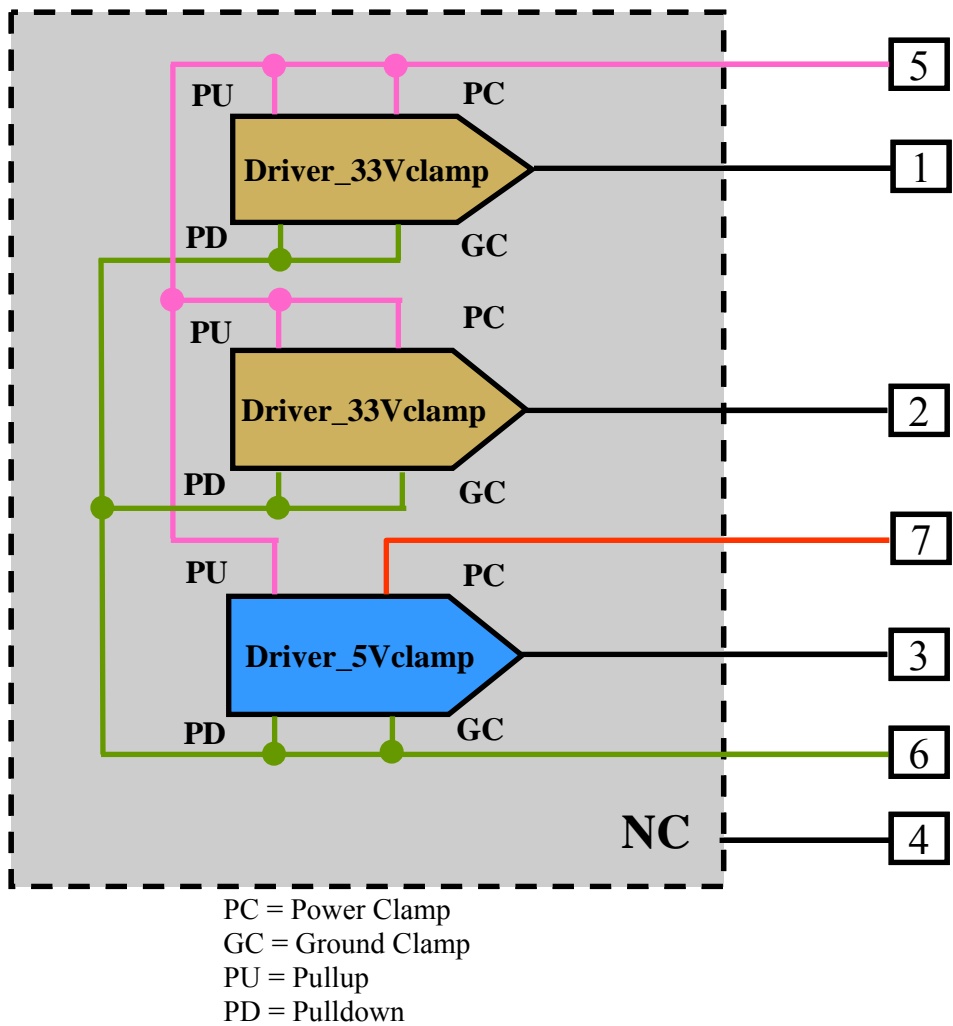 5
PU
PC
Driver_33Vclamp
1
PD
GC
PU
PC
Driver_33Vclamp
2
PD
GC
7
PU
PC
Driver_5Vclamp
3
PD
GC
6
NC
4
PC = Power Clamp
GC = Ground Clamp
PU = Pullup
PD = Pulldown